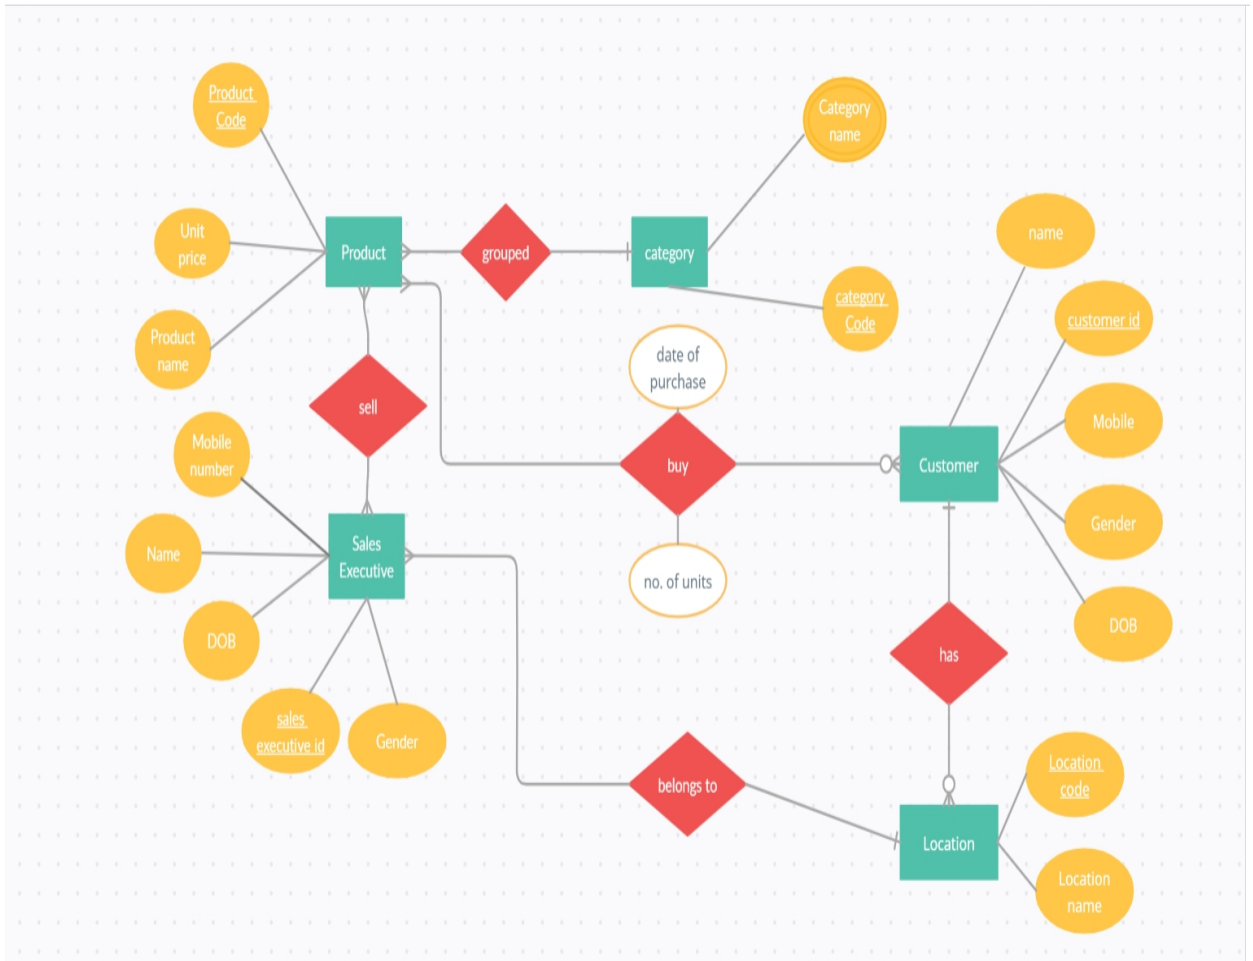 Product
Code
Category
name
Unit
price
name
Product
grouped
category
category
Code
customer id
Product
name
date of
purchase
sell
Mobile
Mobile
number
buy
Customer
Gender
Name
Sales
Executive
no. of units
DOB
DOB
has
sales
executive id
Gender
belongs to
Location
code
Location
Location
name